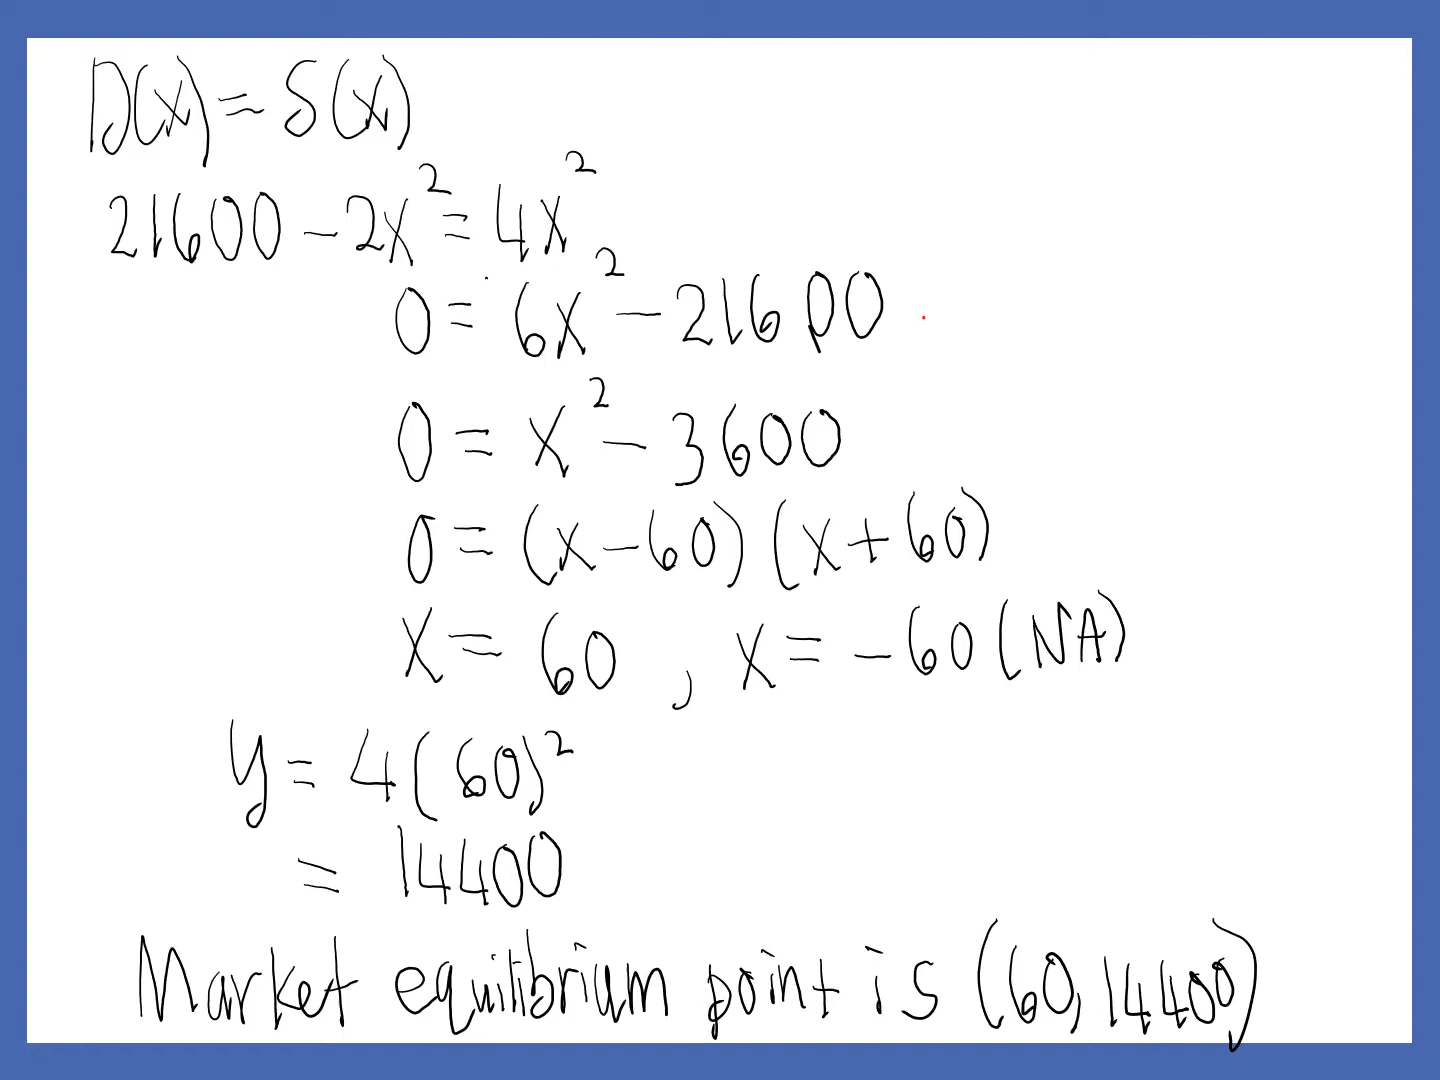 D(x) = S(x)
21600 - 2x² = 4x²
0 = 6x² - 21600
0 = x² - 3600
0 = (x - 60)(x + 60)
x = 60, x = -60 (NA)
y = 4(60)²
= 14400
Market equilibrium point is (60, 14400)